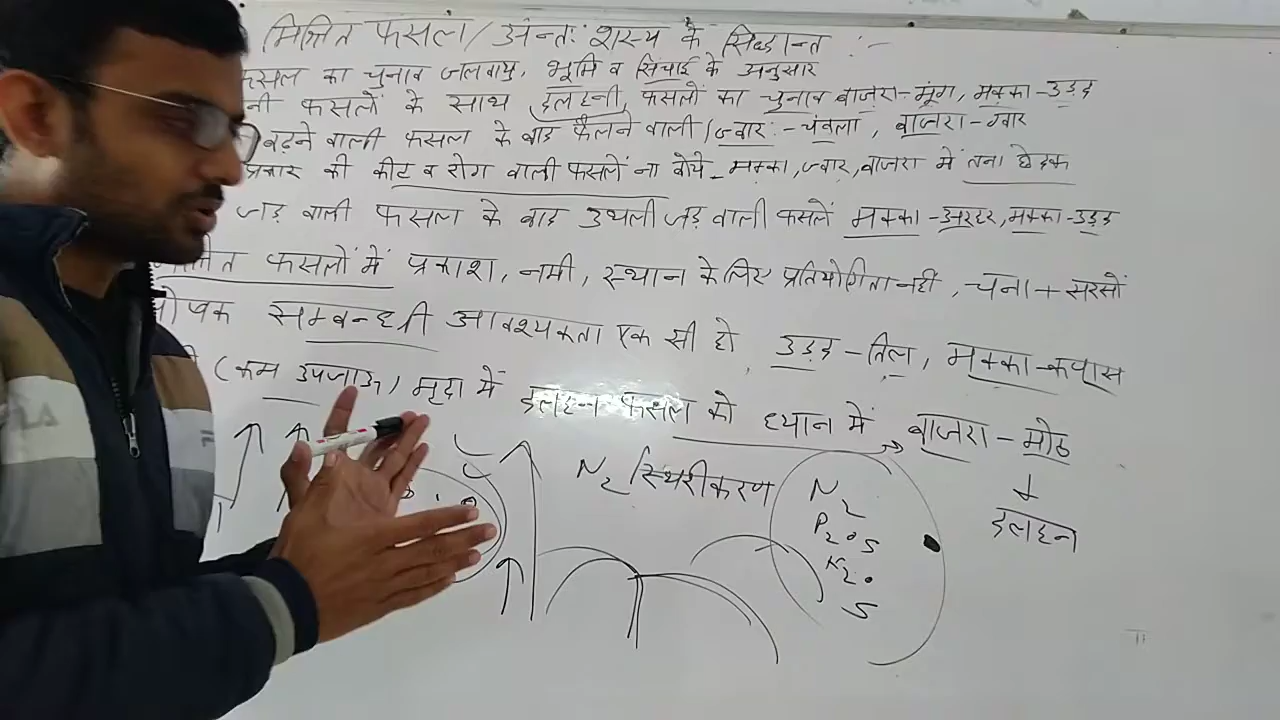 मिश्रित फसल/अन्तः शस्य के सिद्धान्त :-
फसल का चुनाव जलवायु, भूमि व सिंचाई के अनुसार
फसलों के साथ दलहनी, फसलों का चुनाव बाजरा-मूंग, मक्का-उड़द
बढ़ने वाली फसल के बाद फैलने वाली/ज्वार :- चंवला, बाजरा-ग्वार
प्रकार की कीट व रोग वाली फसलें ना बोये - मक्का, ज्वार, बाजरा में तना छेदक
जड़ वाली फसल के बाद उथली जड़ वाली फसलें मक्का-अरहर, मक्का-उड़द
फसलों में प्रकाश, नमी, स्थान के लिए प्रतियोगिता नहीं, चना + सरसों
पोषक सम्बन्धी आवश्यकता एक सी हो, उड़द-तिल, मक्का-कपास
(कम उपजाऊ) मृदा में दलहन फसल को ध्यान में बाजरा-मोठ
N2 स्थिरीकरण
N2
P2O5
K2O
S
दलहन